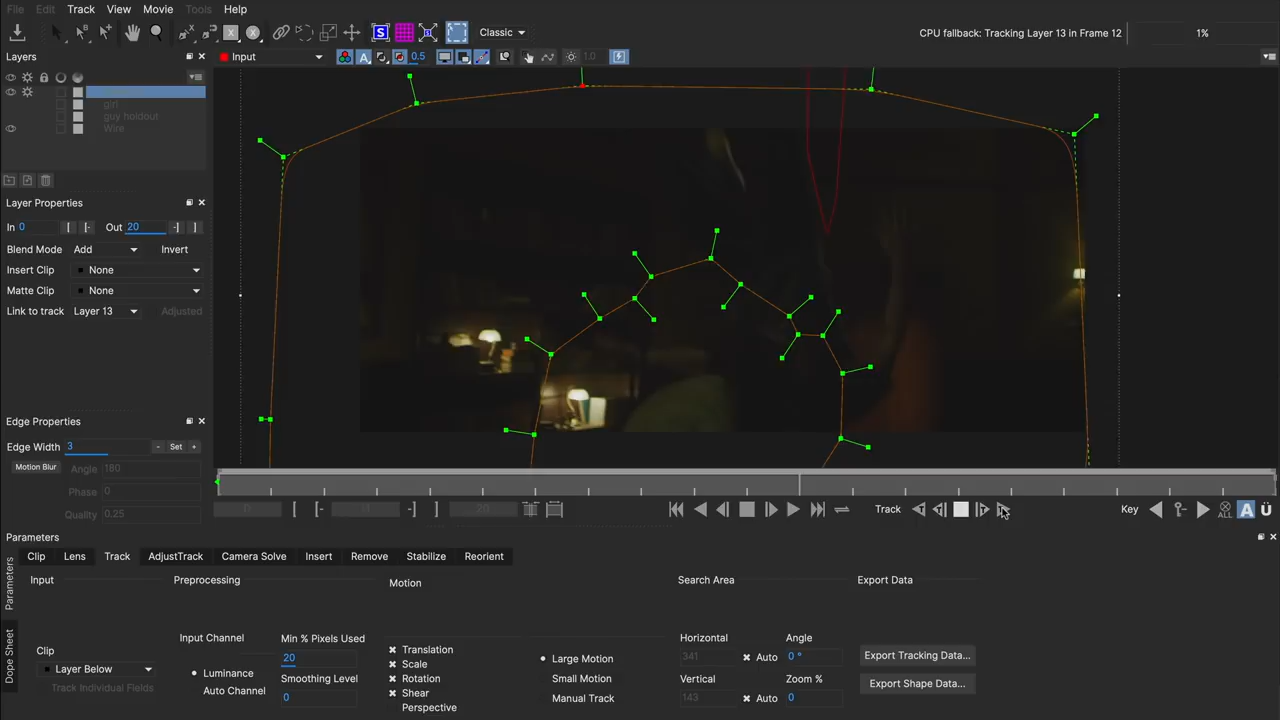 File Edit Track View Movie Tools Help
Classic
CPU fallback: Tracking Layer 13 in Frame 12
1%
Layers
Input
0.5
1.0
girl
guy holdout
Wire
Layer Properties
In 0 Out 20
Blend Mode Add Invert
Insert Clip None
Matte Clip None
Link to track Layer 13 Adjusted
Edge Properties
Edge Width 3 - Set +
Motion Blur Angle 180
Phase 0
Quality 0.25
0
20
Track
Key
ALL
A
Parameters
Clip Lens Track AdjustTrack Camera Solve Insert Remove Stabilize Reorient
Parameters
Dope Sheet
Input
Clip
Layer Below
Track Individual Fields
Preprocessing
Input Channel
Luminance
Auto Channel
Min % Pixels Used
20
Smoothing Level
0
Motion
Translation
Scale
Rotation
Shear
Perspective
Large Motion
Small Motion
Manual Track
Search Area
Horizontal Angle
341 Auto 0 °
Vertical Zoom %
143 Auto 0
Export Data
Export Tracking Data...
Export Shape Data...